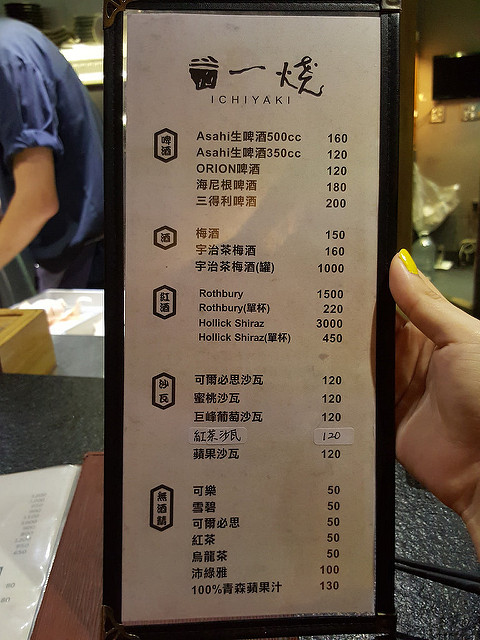 一燒
ICHIYAKI
啤酒
Asahi生啤酒500cc 160
Asahi生啤酒350cc 120
ORION啤酒 120
海尼根啤酒 180
三得利啤酒 200
酒
梅酒 150
宇治茶梅酒 160
宇治茶梅酒(罐) 1000
紅酒
Rothbury 1500
Rothbury(單杯) 220
Hollick Shiraz 3000
Hollick Shiraz(單杯) 450
沙瓦
可爾必思沙瓦 120
蜜桃沙瓦 120
巨峰葡萄沙瓦 120
紅茶沙瓦 120
蘋果沙瓦 120
無酒精
可樂 50
雪碧 50
可爾必思 50
紅茶 50
烏龍茶 50
沛綠雅 100
100%青森蘋果汁 130